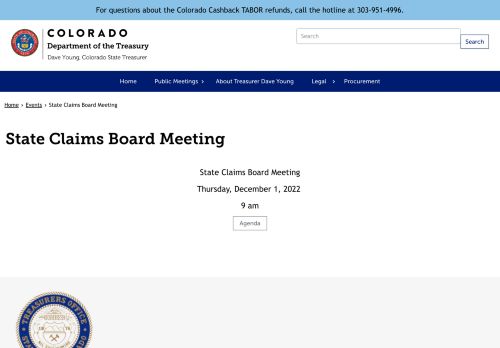 For questions about the Colorado Cashback TABOR refunds, call the hotline at 303-951-4996.
COLORADO
Department of the Treasury
Dave Young, Colorado State Treasurer
Search
Search
Home Public Meetings › About Treasurer Dave Young Legal › Procurement
Home › Events › State Claims Board Meeting
State Claims Board Meeting
State Claims Board Meeting
Thursday, December 1, 2022
9 am
Agenda
TREASURERS OFFICE